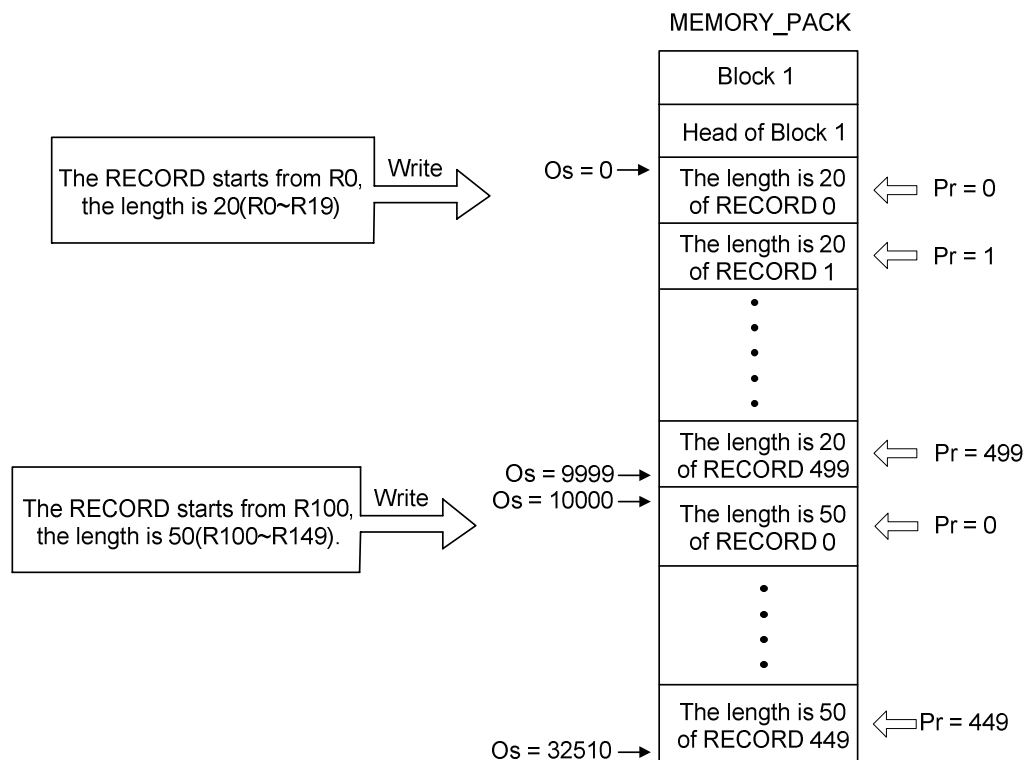 MEMORY_PACK
Block 1
Head of Block 1
The RECORD starts from R0,
the length is 20(R0~R19)
Write
Os = 0
The length is 20
of RECORD 0
Pr = 0
The length is 20
of RECORD 1
Pr = 1
The length is 20
of RECORD 499
Pr = 499
Os = 9999
Os = 10000
The RECORD starts from R100,
the length is 50(R100~R149).
Write
The length is 50
of RECORD 0
Pr = 0
The length is 50
of RECORD 449
Pr = 449
Os = 32510